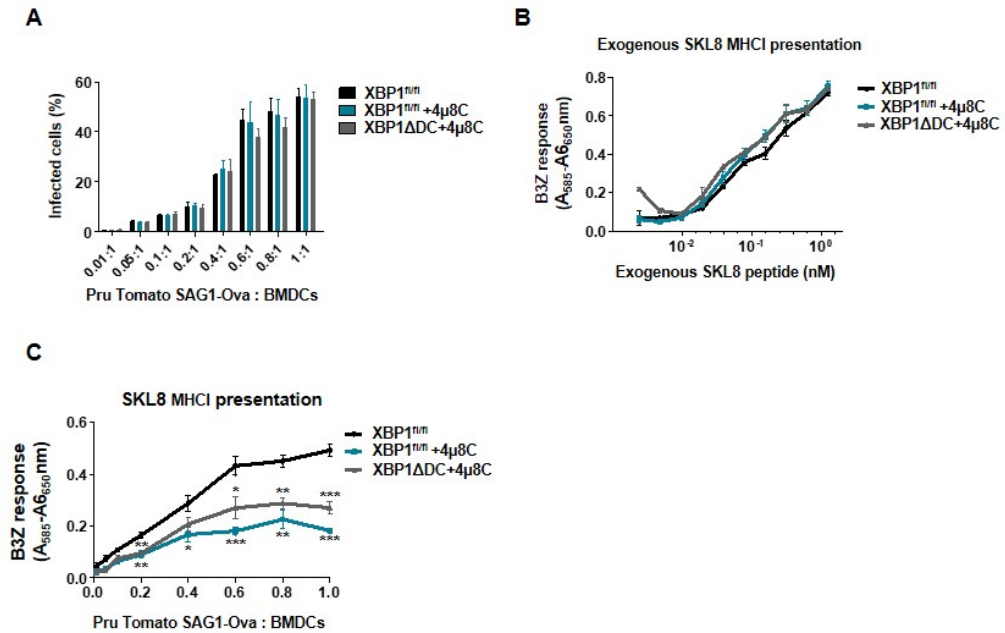 A
XBP1fl/fl
XBP1fl/fl +4µ8C
XBP1ΔDC+4µ8C
Infected cells (%)
60
40
20
0
0.01:1
0.05:1
0.1:1
0.2:1
0.4:1
0.6:1
0.8:1
1:1
Pru Tomato SAG1-Ova : BMDCs
B
Exogenous SKL8 MHCI presentation
XBP1fl/fl
XBP1fl/fl +4µ8C
XBP1ΔDC+4µ8C
B3Z response
(A585-A6650nm)
0.8
0.6
0.4
0.2
0.0
10-2
10-1
100
Exogenous SKL8 peptide (nM)
C
SKL8 MHCI presentation
XBP1fl/fl
XBP1fl/fl +4µ8C
XBP1ΔDC+4µ8C
B3Z response
(A585-A6650nm)
0.6
0.4
0.2
0.0
**
**
*
*
***
**
**
***
***
0.0
0.2
0.4
0.6
0.8
1.0
Pru Tomato SAG1-Ova : BMDCs